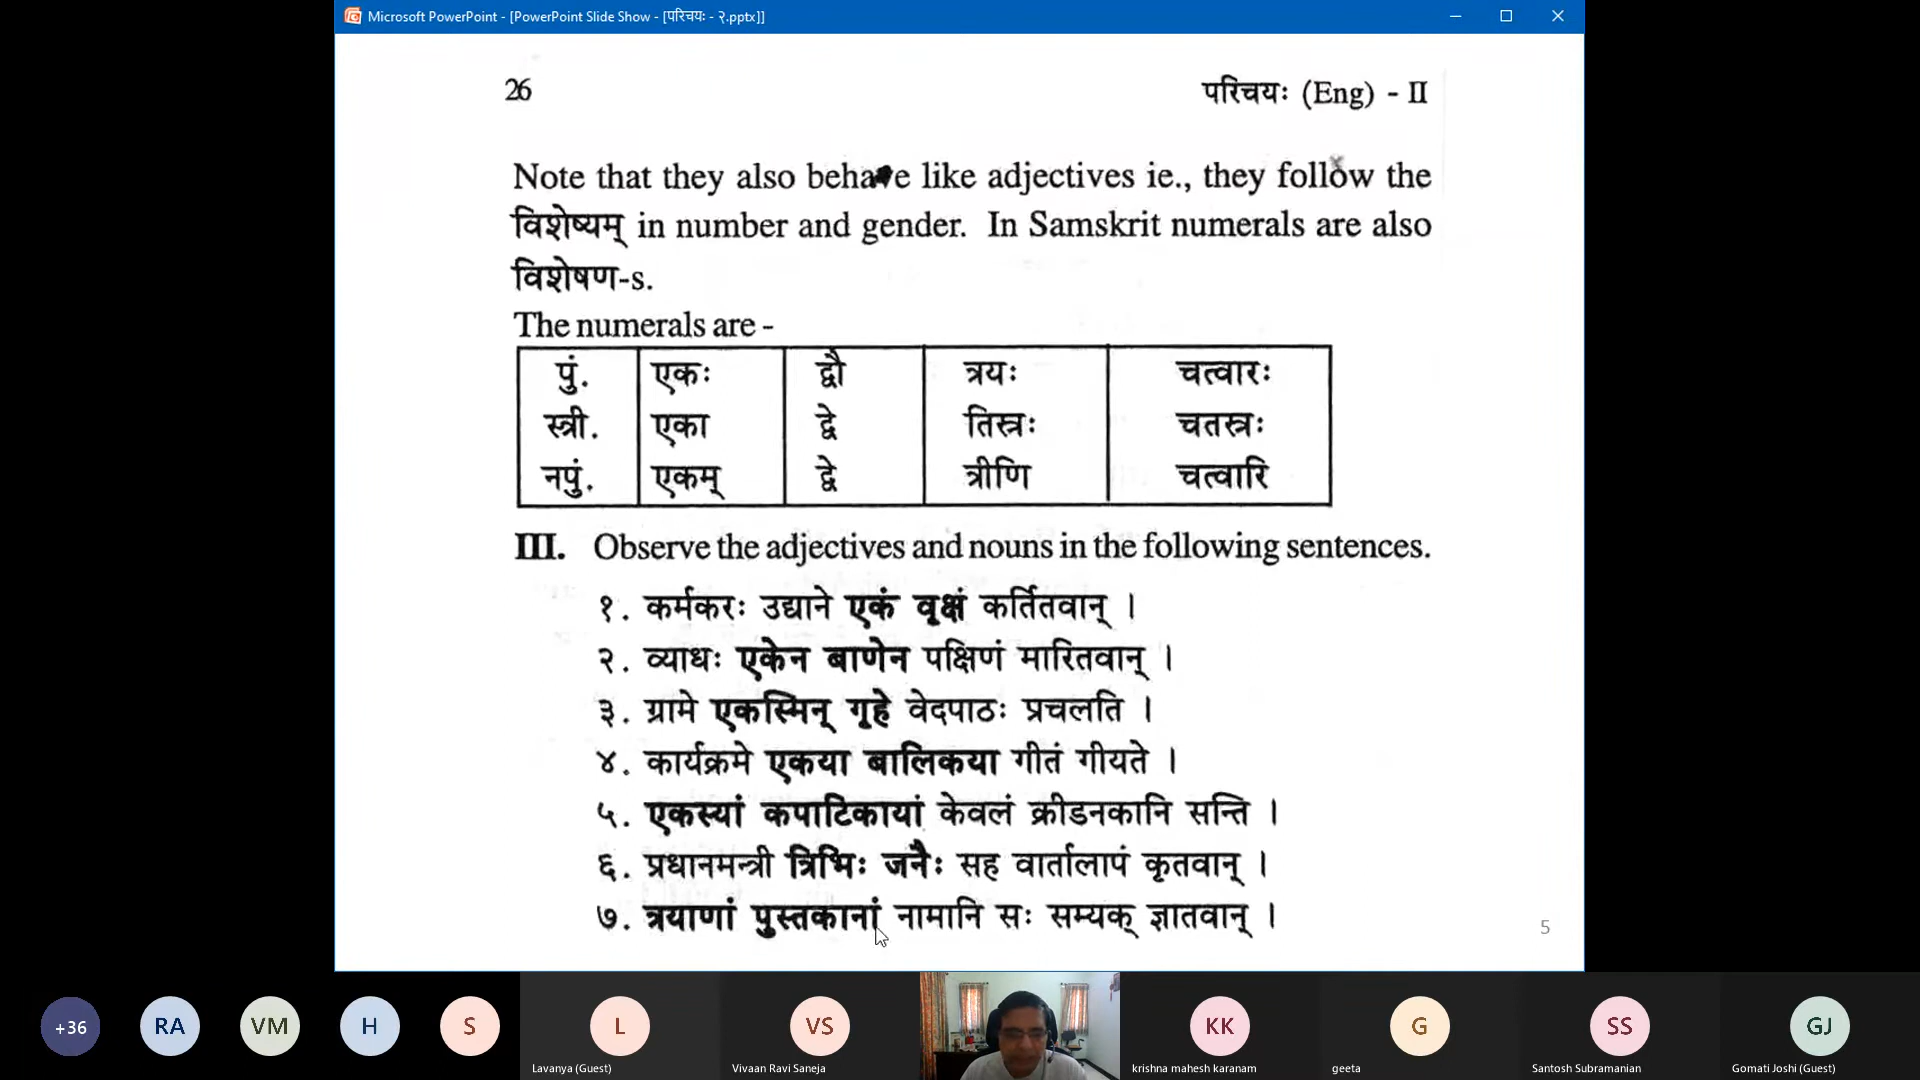 Microsoft PowerPoint - [PowerPoint Slide Show - [परिचयः - २.pptx]]
26 परिचयः (Eng) - II
Note that they also behave like adjectives ie., they follow the
विशेष्यम् in number and gender. In Samskrit numerals are also
विशेषण-s.
The numerals are -
पुं. एकः द्वौ त्रयः चत्वारः
स्त्री. एका द्वे तिस्रः चतस्रः
नपुं. एकम् द्वे त्रीणि चत्वारि
III. Observe the adjectives and nouns in the following sentences.
१. कर्मकरः उद्याने एकं वृक्षं कर्तितवान् ।
२. व्याधः एकेन बाणेन पक्षिणं मारितवान् ।
३. ग्रामे एकस्मिन् गृहे वेदपाठः प्रचलति ।
४. कार्यक्रमे एकया बालिकया गीतं गीयते ।
५. एकस्यां कपाटिकायां केवलं क्रीडनकानि सन्ति ।
६. प्रधानमन्त्री त्रिभिः जनैः सह वार्तालापं कृतवान् ।
७. त्रयाणां पुस्तकानां नामानि सः सम्यक् ज्ञातवान् ।
5
+36 RA VM H S L VS KK G SS GJ
Lavanya (Guest) Vivaan Ravi Saneja krishna mahesh karanam geeta Santosh Subramanian Gomati Joshi (Guest)